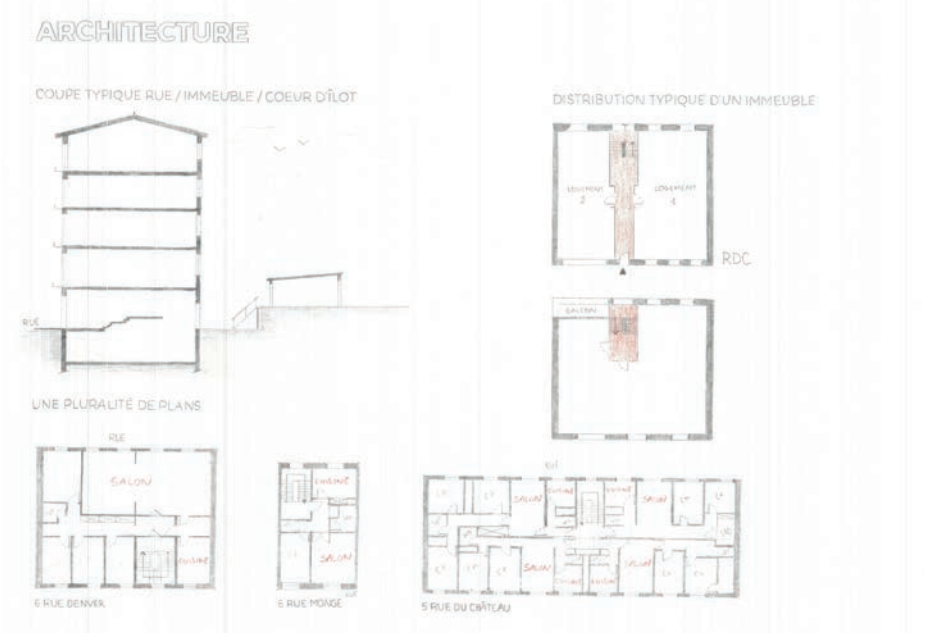 ARCHITECTURE
COUPE TYPIQUE RUE / IMMEUBLE / COEUR D'ÎLOT
RUE
DISTRIBUTION TYPIQUE D'UN IMMEUBLE
LOGEMENT
2
LOGEMENT
1
RDC
BALCON
UNE PLURALITÉ DE PLANS
RUE
SALON
CUISINE
6 RUE DENVER
CUISINE
SALON
6 RUE MONGE
SALON
CUISINE
CUISINE
SALON
SALON
CUISINE
CUISINE
SALON
5 RUE DU CHÂTEAU